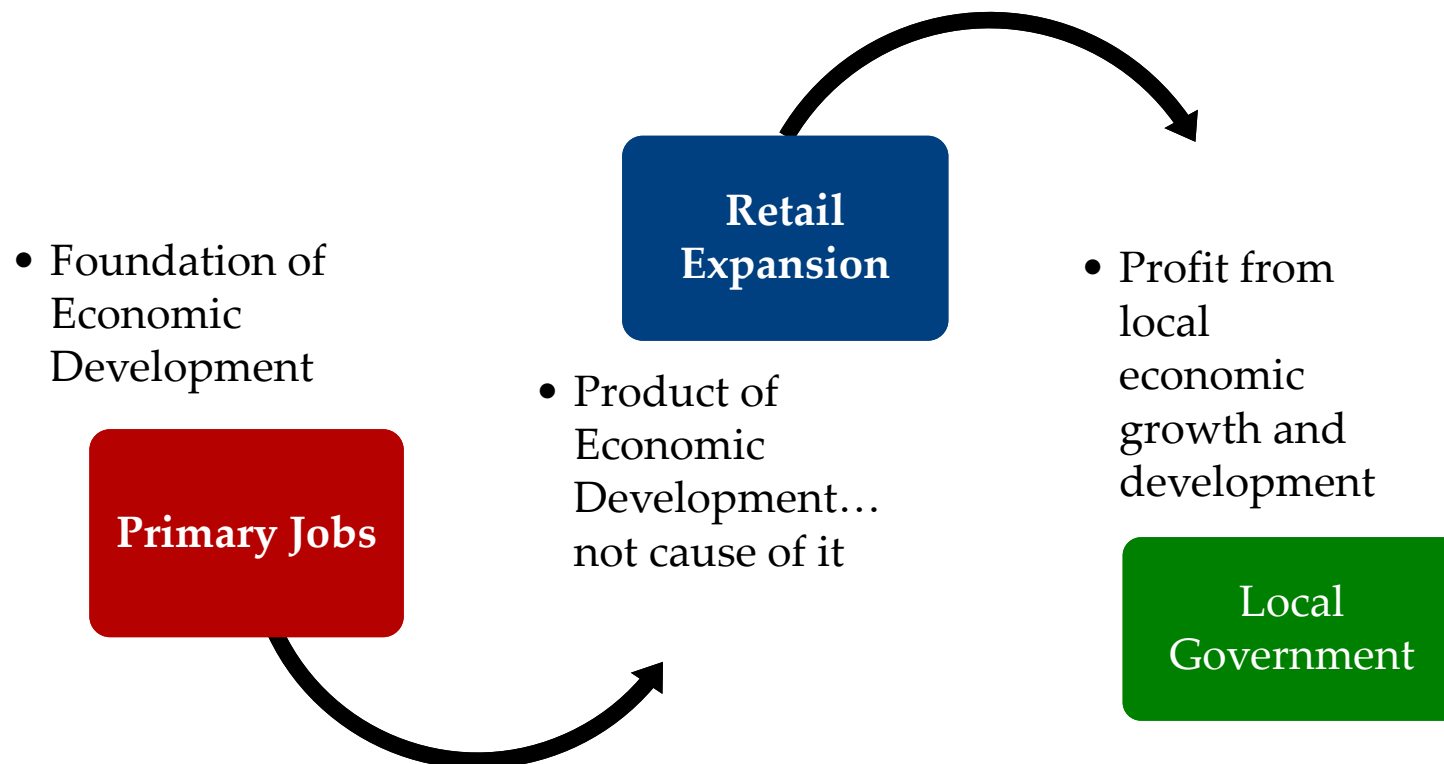 • Foundation of
Economic
Development
Primary Jobs
Retail
Expansion
• Product of
Economic
Development…
not cause of it
• Profit from
local
economic
growth and
development
Local
Government